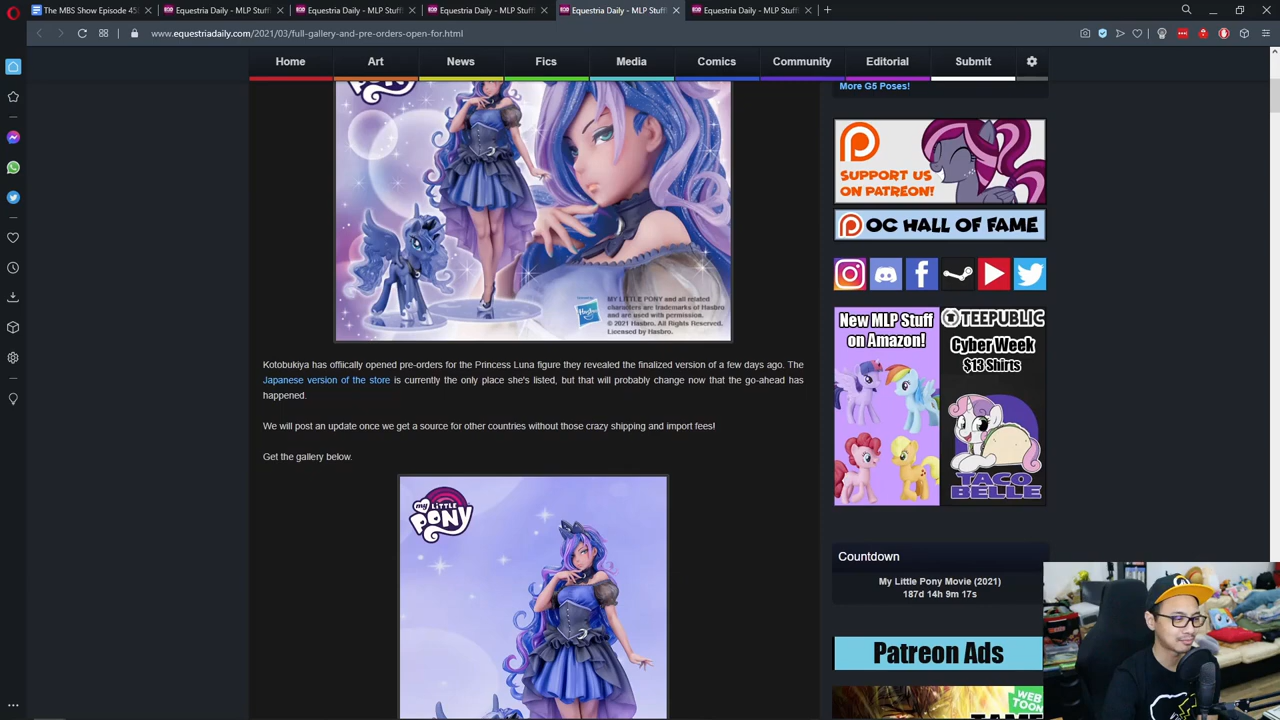 The MBS Show Episode 45
Equestria Daily - MLP Stuff!
Equestria Daily - MLP Stuff!
Equestria Daily - MLP Stuff!
Equestria Daily - MLP Stuff!
Equestria Daily - MLP Stuff!
www.equestriadaily.com/2021/03/full-gallery-and-pre-orders-open-for.html
Home Art News Fics Media Comics Community Editorial Submit
More G5 Poses!
PONY
MY LITTLE PONY and all related
characters are trademarks of Hasbro
and are used with permission.
© 2021 Hasbro. All Rights Reserved.
Licensed by Hasbro.
Hasbro
SUPPORT US
ON PATREON!
OC HALL OF FAME
New MLP Stuff
on Amazon!
TEEPUBLIC
Cyber Week
$13 Shirts
TACO
BELLE
Kotobukiya has offiically opened pre-orders for the Princess Luna figure they revealed the finalized version of a few days ago. The
Japanese version of the store is currently the only place she's listed, but that will probably change now that the go-ahead has
happened.
We will post an update once we get a source for other countries without those crazy shipping and import fees!
Get the gallery below.
my LiTTLE
PONY
Countdown
My Little Pony Movie (2021)
187d 14h 9m 17s
Patreon Ads
WEB
TOON